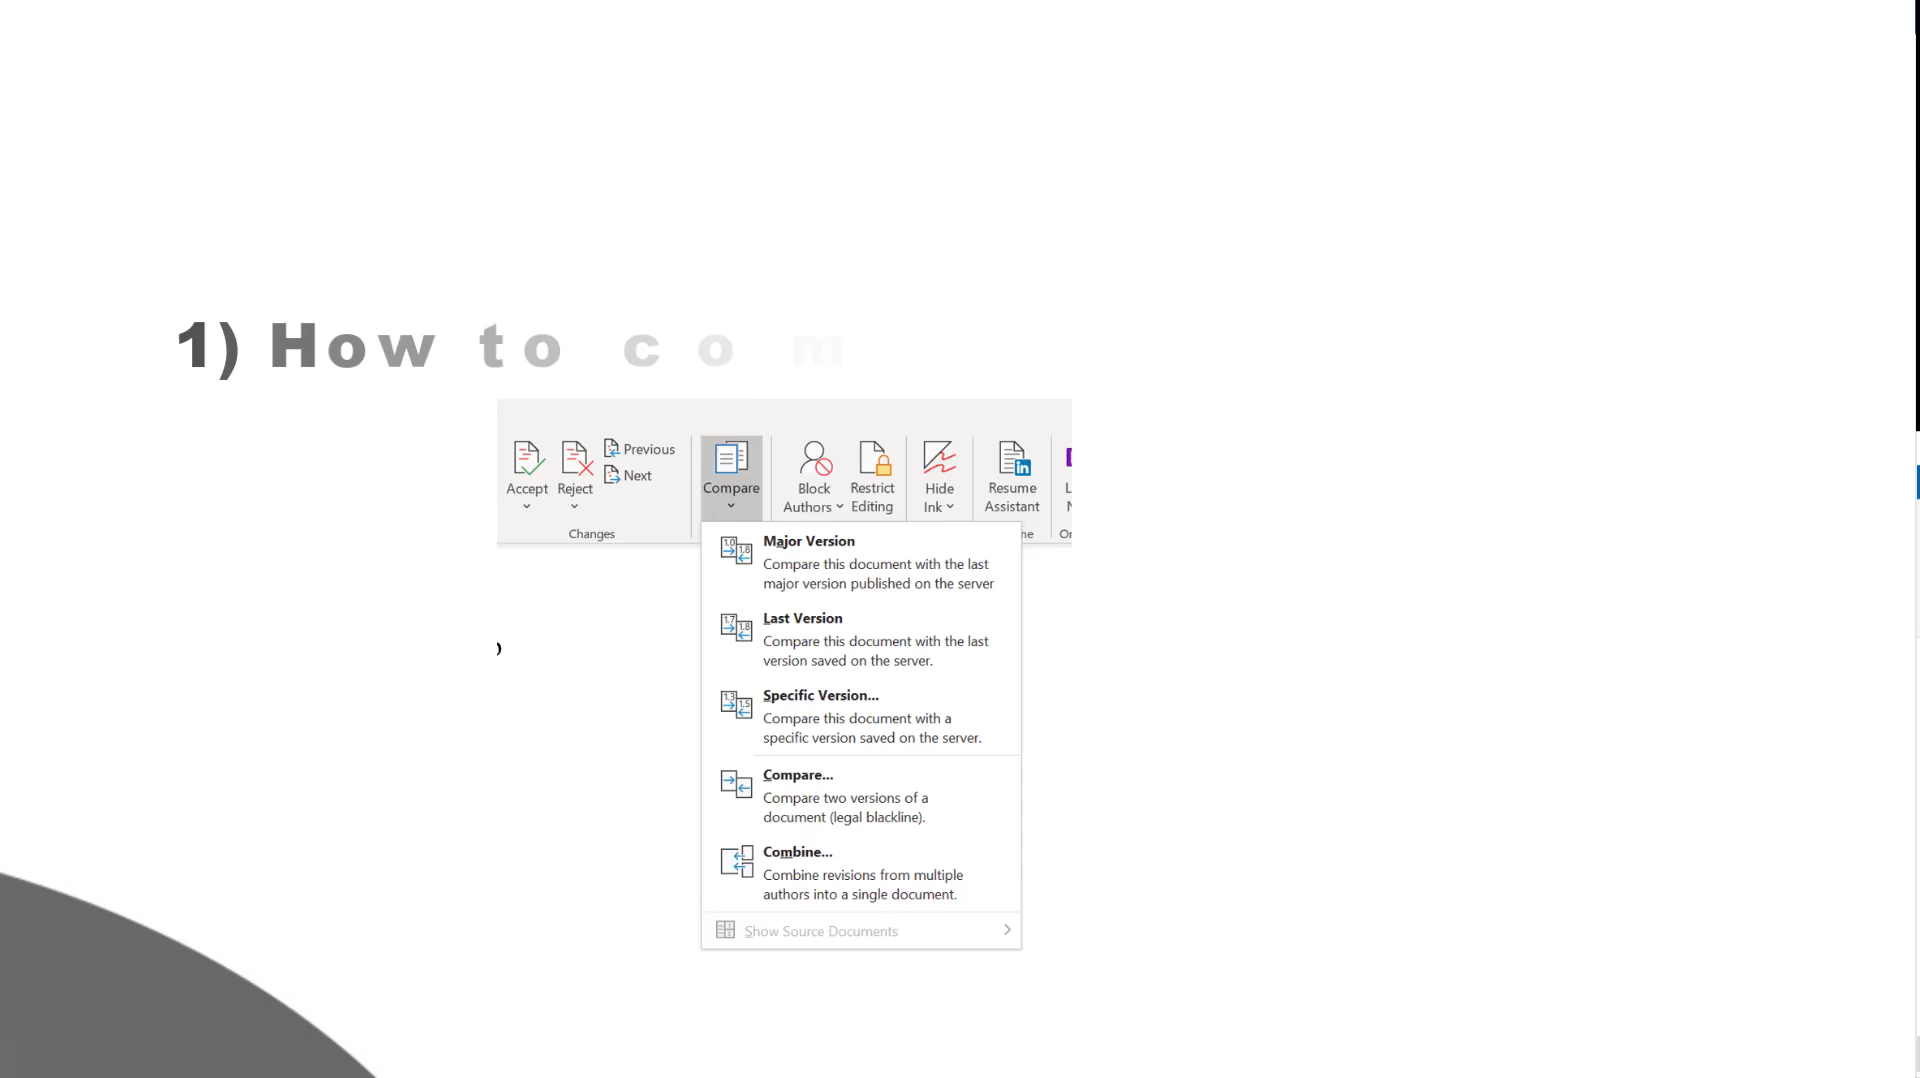 1) How to com
Previous
Next
Accept
Reject
Changes
Compare
Block
Authors
Restrict
Editing
Hide
Ink
Resume
Assistant
Major Version
Compare this document with the last
major version published on the server
Last Version
Compare this document with the last
version saved on the server.
Specific Version...
Compare this document with a
specific version saved on the server.
Compare...
Compare two versions of a
document (legal blackline).
Combine...
Combine revisions from multiple
authors into a single document.
Show Source Documents